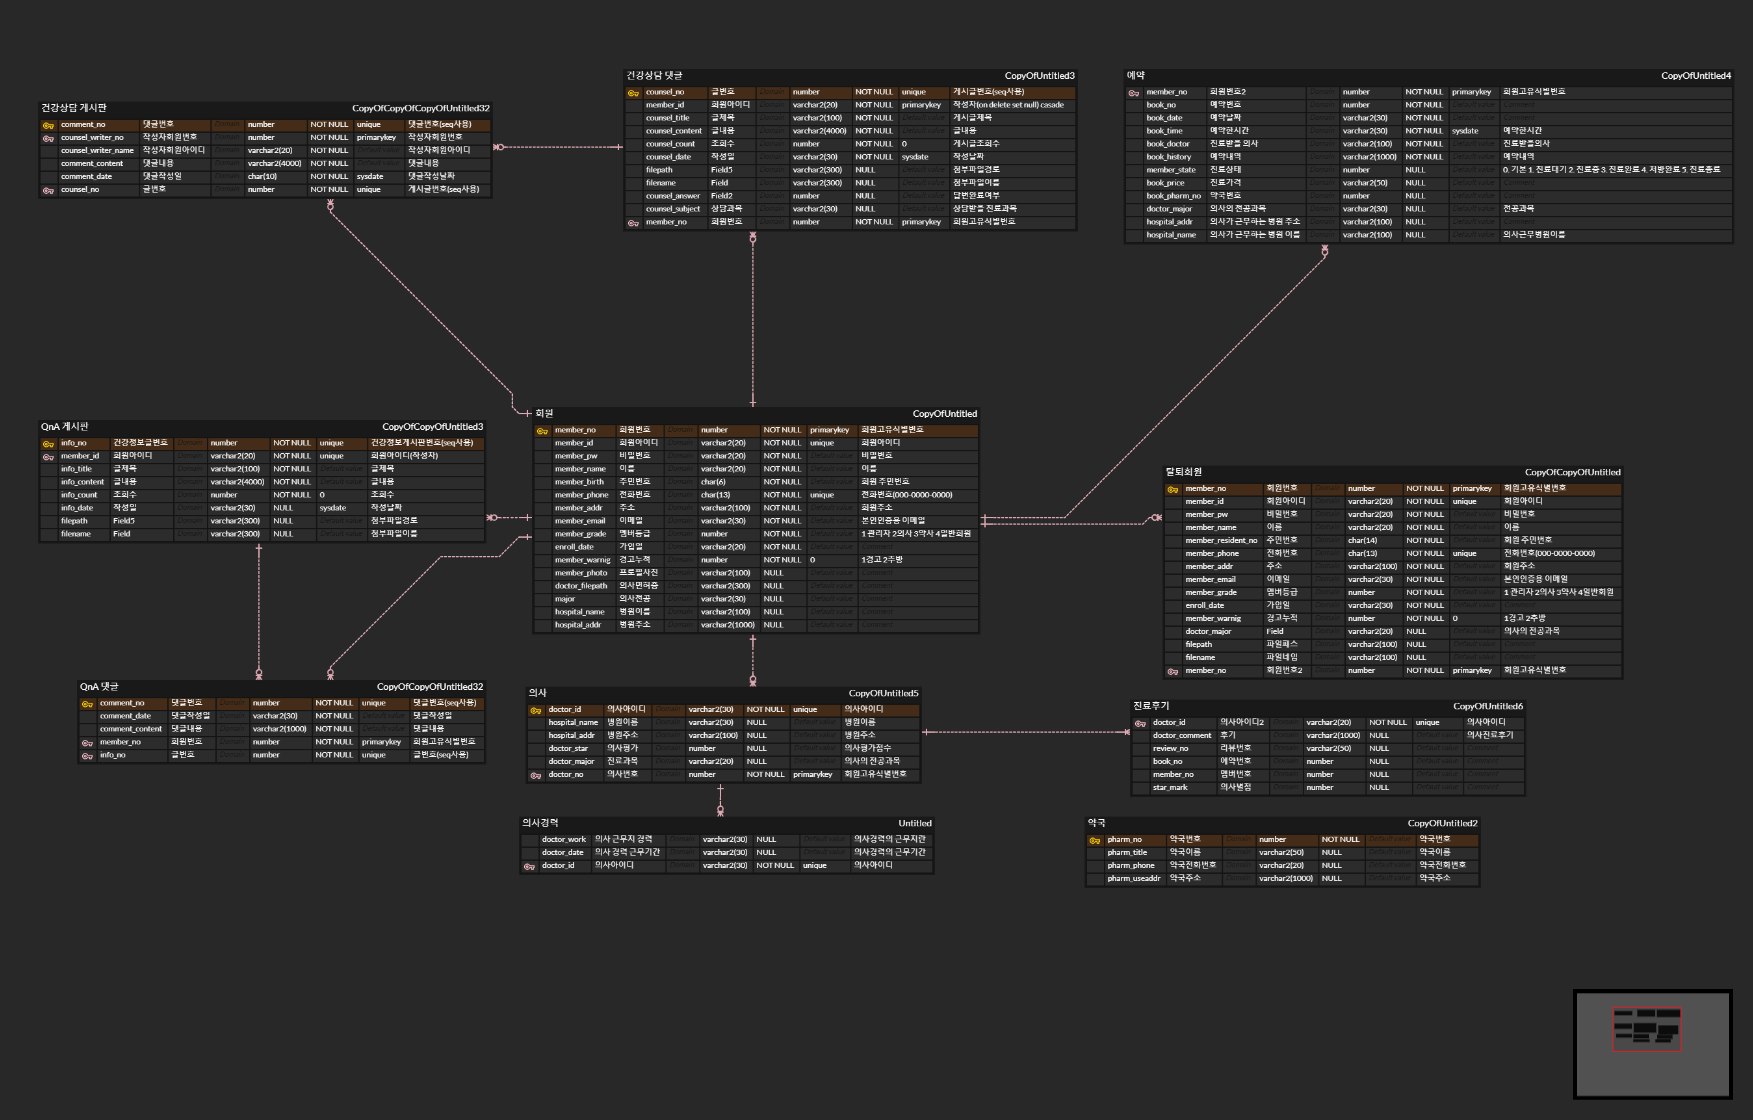 건강상담 게시판 CopyOfCopyOfCopyOfUntitled32
comment_no 댓글번호 Domain number NOT NULL unique 댓글번호(seq사용)
counsel_writer_no 작성자회원번호 Domain number NOT NULL primarykey 작성자회원번호
counsel_writer_name 작성자회원아이디 Domain varchar2(20) NOT NULL Default value 작성자회원아이디
comment_content 댓글내용 Domain varchar2(4000) NOT NULL Default value 댓글내용
comment_date 댓글작성일 Domain char(10) NOT NULL sysdate 댓글작성날짜
counsel_no 글번호 Domain number NOT NULL unique 게시글번호(seq사용)
건강상담 댓글 CopyOfUntitled3
counsel_no 글번호 Domain number NOT NULL unique 게시글번호(seq사용)
member_id 회원아이디 Domain varchar2(20) NOT NULL primarykey 작성자(on delete set null) casade
counsel_title 글제목 Domain varchar2(100) NOT NULL Default value 게시글제목
counsel_content 글내용 Domain varchar2(4000) NOT NULL Default value 글내용
counsel_count 조회수 Domain number NOT NULL 0 게시글조회수
counsel_date 작성일 Domain varchar2(30) NOT NULL sysdate 작성날짜
filepath Field5 Domain varchar2(300) NULL Default value 첨부파일경로
filename Field Domain varchar2(300) NULL Default value 첨부파일이름
counsel_answer Field2 Domain number NULL Default value 답변완료여부
counsel_subject 상담과목 Domain varchar2(30) NULL Default value 상담받을 진료과목
member_no 회원번호 Domain number NOT NULL primarykey 회원고유식별번호
예약 CopyOfUntitled4
member_no 회원번호2 Domain number NOT NULL primarykey 회원고유식별번호
book_no 예약번호 Domain number NOT NULL Default value Comment
book_date 예약날짜 Domain varchar2(30) NOT NULL Default value Comment
book_time 예약한시간 Domain varchar2(30) NOT NULL sysdate 예약한시간
book_doctor 진료받을 의사 Domain varchar2(100) NOT NULL Default value 진료받을의사
book_history 예약내역 Domain varchar2(1000) NOT NULL Default value 예약내역
member_state 진료상태 Domain number NULL Default value 0. 기본 1. 진료대기 2. 진료중 3. 진료완료 4. 처방완료 5. 진료종료
book_price 진료가격 Domain varchar2(50) NULL Default value Comment
book_pharm_no 약국번호 Domain number NULL Default value Comment
doctor_major 의사의 전공과목 Domain varchar2(30) NULL Default value 전공과목
hospital_addr 의사가 근무하는 병원 주소 Domain varchar2(100) NULL Default value Comment
hospital_name 의사가 근무하는 병원 이름 Domain varchar2(100) NULL Default value 의사근무병원이름
QnA 게시판 CopyOfCopyOfUntitled3
info_no 건강정보글번호 Domain number NOT NULL unique 건강정보게시판번호(seq사용)
member_id 회원아이디 Domain varchar2(20) NOT NULL unique 회원아이디(작성자)
info_title 글제목 Domain varchar2(100) NOT NULL Default value 글제목
info_content 글내용 Domain varchar2(4000) NOT NULL Default value 글내용
info_count 조회수 Domain number NOT NULL 0 조회수
info_date 작성일 Domain varchar2(30) NULL sysdate 작성날짜
filepath Field5 Domain varchar2(300) NULL Default value 첨부파일경로
filename Field Domain varchar2(300) NULL Default value 첨부파일이름
회원 CopyOfUntitled
member_no 회원번호 Domain number NOT NULL primarykey 회원고유식별번호
member_id 회원아이디 Domain varchar2(20) NOT NULL unique 회원아이디
member_pw 비밀번호 Domain varchar2(20) NOT NULL Default value 비밀번호
member_name 이름 Domain varchar2(20) NOT NULL Default value 이름
member_birth 주민번호 Domain char(6) NOT NULL Default value 회원 주민번호
member_phone 전화번호 Domain char(13) NOT NULL unique 전화번호(000-0000-0000)
member_addr 주소 Domain varchar2(100) NOT NULL Default value 회원주소
member_email 이메일 Domain varchar2(30) NOT NULL Default value 본인인증용 이메일
member_grade 맴버등급 Domain number NOT NULL Default value 1 관리자 2의사 3약사 4일반회원
enroll_date 가입일 Domain varchar2(20) NOT NULL Default value Comment
member_warnig 경고누적 Domain number NOT NULL 0 1경고 2추방
member_photo 프로필사진 Domain varchar2(100) NULL Default value Comment
doctor_filepath 의사면허증 Domain varchar2(300) NULL Default value Comment
major 의사전공 Domain varchar2(30) NULL Default value Comment
hospital_name 병원이름 Domain varchar2(100) NULL Default value Comment
hospital_addr 병원주소 Domain varchar2(1000) NULL Default value Comment
탈퇴회원 CopyOfCopyOfUntitled
member_no 회원번호 Domain number NOT NULL primarykey 회원고유식별번호
member_id 회원아이디 Domain varchar2(20) NOT NULL unique 회원아이디
member_pw 비밀번호 Domain varchar2(20) NOT NULL Default value 비밀번호
member_name 이름 Domain varchar2(20) NOT NULL Default value 이름
member_resident_no 주민번호 Domain char(14) NOT NULL Default value 회원 주민번호
member_phone 전화번호 Domain char(13) NOT NULL unique 전화번호(000-0000-0000)
member_addr 주소 Domain varchar2(100) NOT NULL Default value 회원주소
member_email 이메일 Domain varchar2(30) NOT NULL Default value 본인인증용 이메일
member_grade 맴버등급 Domain number NOT NULL Default value 1 관리자 2의사 3약사 4일반회원
enroll_date 가입일 Domain varchar2(30) NOT NULL Default value Comment
member_warnig 경고누적 Domain number NOT NULL 0 1경고 2추방
doctor_major Field Domain varchar2(20) NULL Default value 의사의 전공과목
filepath 파일패스 Domain varchar2(100) NULL Default value Comment
filename 파일네임 Domain varchar2(100) NULL Default value Comment
member_no 회원번호2 Domain number NOT NULL primarykey 회원고유식별번호
QnA 댓글 CopyOfCopyOfUntitled32
comment_no 댓글번호 Domain number NOT NULL unique 댓글번호(seq사용)
comment_date 댓글작성일 Domain varchar2(30) NOT NULL Default value 댓글작성일
comment_content 댓글내용 Domain varchar2(1000) NOT NULL Default value 댓글내용
member_no 회원번호 Domain number NOT NULL primarykey 회원고유식별번호
info_no 글번호 Domain number NOT NULL unique 글번호(seq사용)
의사 CopyOfUntitled5
doctor_id 의사아이디 Domain varchar2(30) NOT NULL unique 의사아이디
hospital_name 병원이름 Domain varchar2(30) NULL Default value 병원이름
hospital_addr 병원주소 Domain varchar2(100) NULL Default value 병원주소
doctor_star 의사평가 Domain number NULL Default value 의사평가점수
doctor_major 진료과목 Domain varchar2(20) NULL Default value 의사의 전공과목
doctor_no 의사번호 Domain number NOT NULL primarykey 회원고유식별번호
진료후기 CopyOfUntitled6
doctor_id 의사아이디2 Domain varchar2(20) NOT NULL unique 의사아이디
doctor_comment 후기 Domain varchar2(1000) NULL Default value 의사진료후기
review_no 리뷰번호 Domain varchar2(50) NULL Default value Comment
book_no 예약번호 Domain number NULL Default value Comment
member_no 맴버번호 Domain number NULL Default value Comment
star_mark 의사별점 Domain number NULL Default value Comment
의사경력 Untitled
doctor_work 의사 근무지 경력 Domain varchar2(30) NULL Default value 의사경력의 근무지란
doctor_date 의사 경력 근무기간 Domain varchar2(30) NULL Default value 의사경력의 근무기간
doctor_id 의사아이디 Domain varchar2(30) NOT NULL unique 의사아이디
약국 CopyOfUntitled2
pharm_no 약국번호 Domain number NOT NULL Default value 약국번호
pharm_title 약국이름 Domain varchar2(50) NULL Default value 약국이름
pharm_phone 약국전화번호 Domain varchar2(20) NULL Default value 약국전화번호
pharm_useaddr 약국주소 Domain varchar2(1000) NULL Default value 약국주소